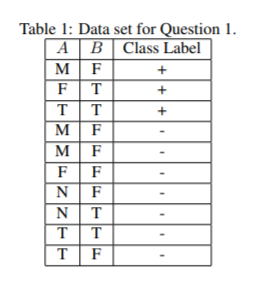 Table 1: Data set for Question 1.
A B Class Label
M F +
F T +
T T +
M F -
M F -
F F -
N F -
N T -
T T -
T F -